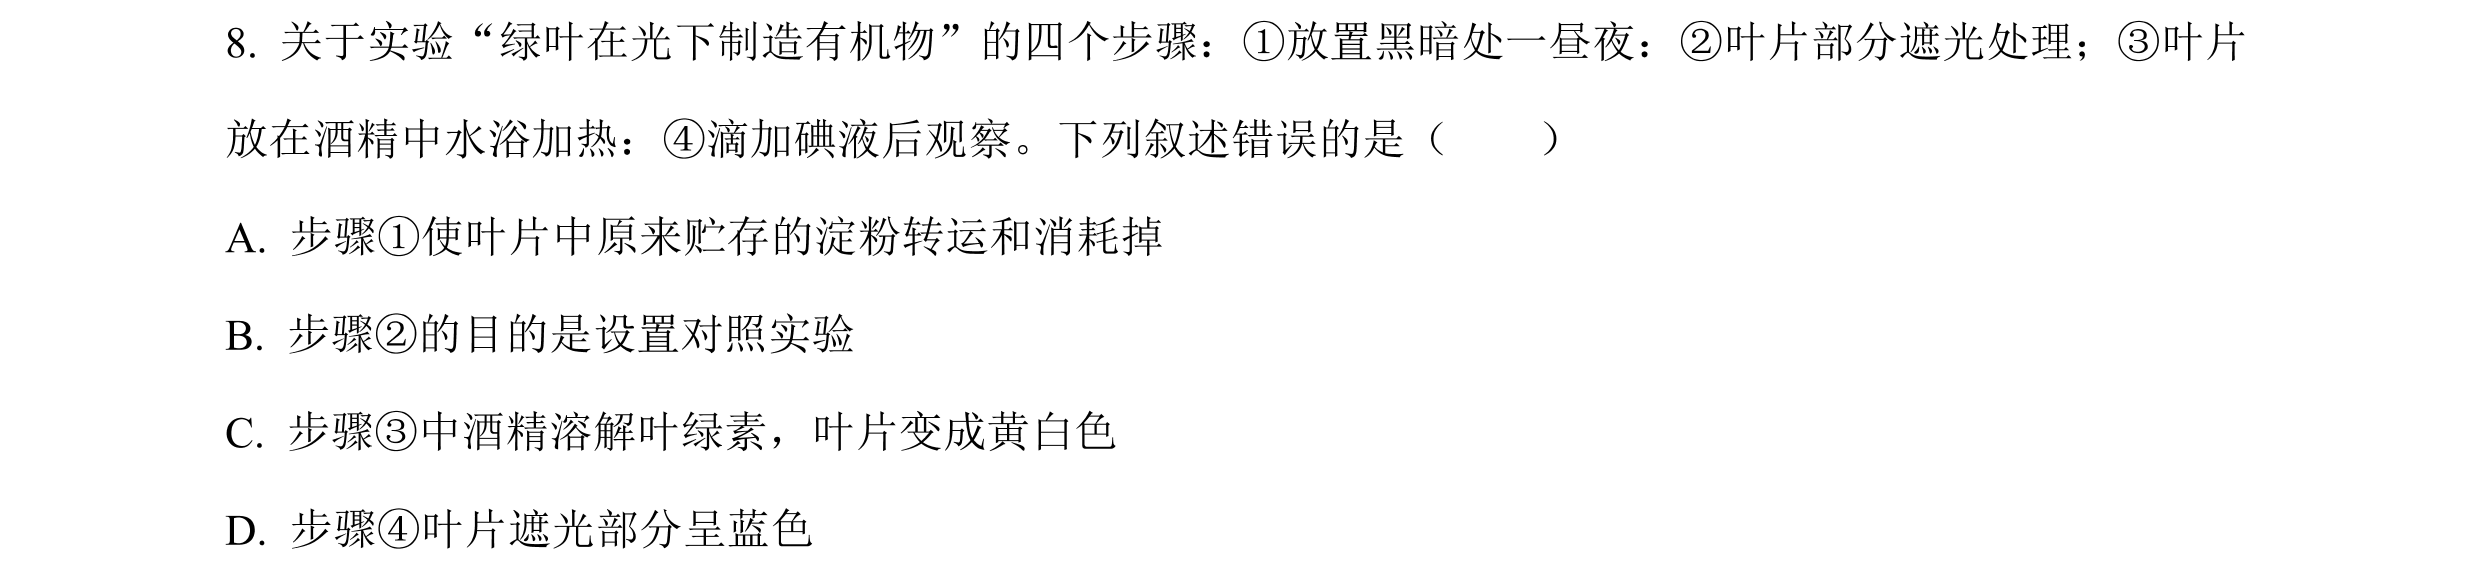 8. 关于实验“绿叶在光下制造有机物”的四个步骤：①放置黑暗处一昼夜：②叶片部分遮光处理；③叶片
放在酒精中水浴加热：④滴加碘液后观察。下列叙述错误的是（　　）
A. 步骤①使叶片中原来贮存的淀粉转运和消耗掉
B. 步骤②的目的是设置对照实验
C. 步骤③中酒精溶解叶绿素，叶片变成黄白色
D. 步骤④叶片遮光部分呈蓝色